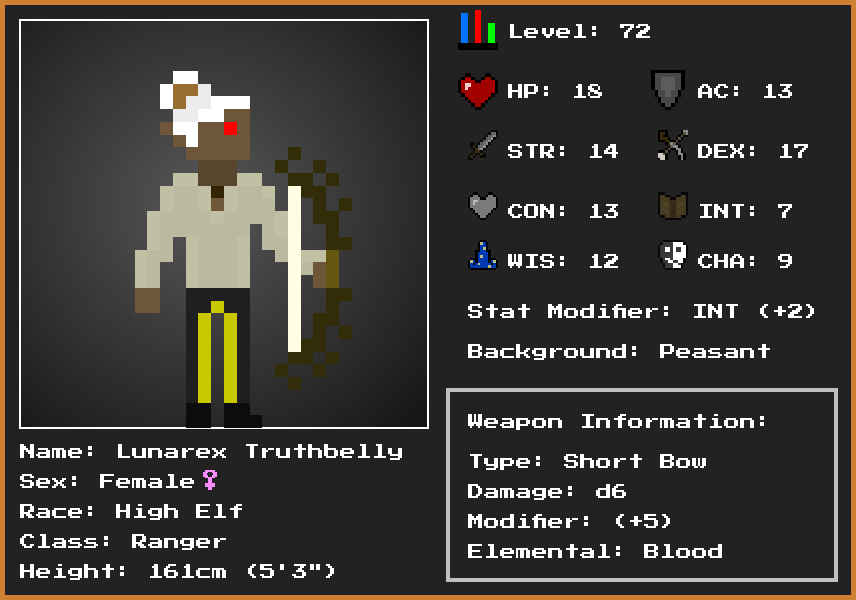 Level: 72
HP: 18 AC: 13
STR: 14 DEX: 17
CON: 13 INT: 7
WIS: 12 CHA: 9
Stat Modifier: INT (+2)
Background: Peasant
Weapon Information:
Type: Short Bow
Damage: d6
Modifier: (+5)
Elemental: Blood
Name: Lunarex Truthbelly
Sex: Female♀
Race: High Elf
Class: Ranger
Height: 161cm (5'3")